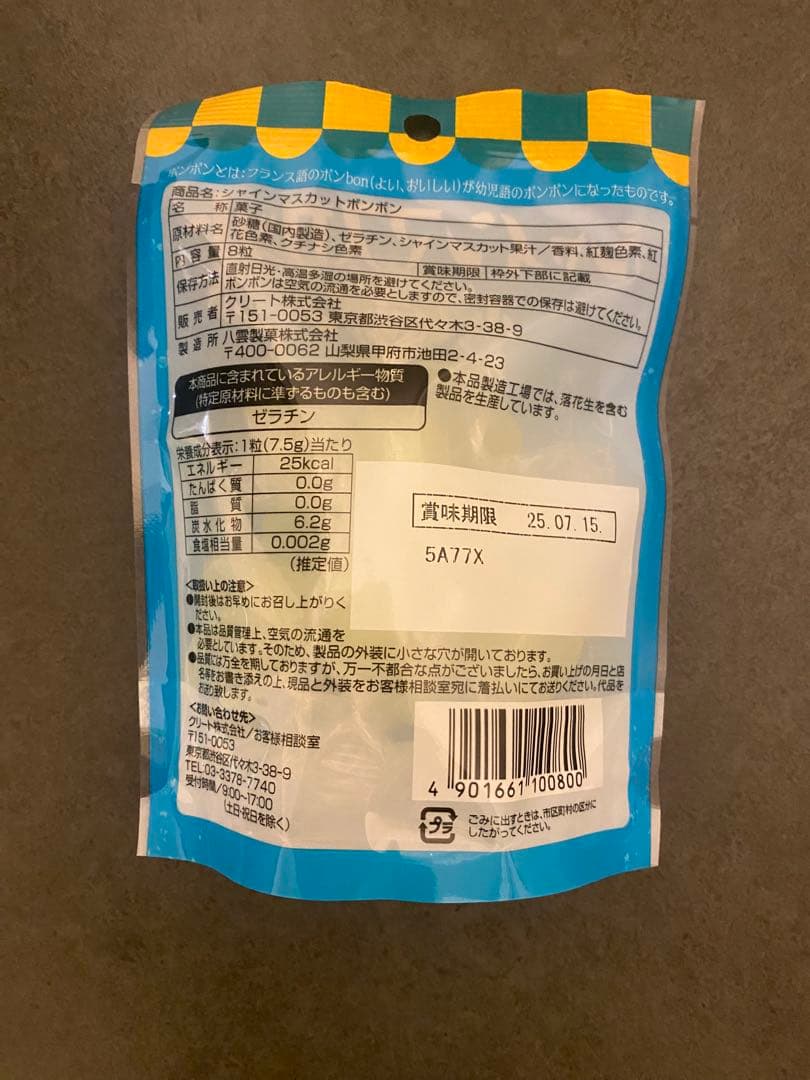 ボンボンとは:フランス語のボンbon(よい、おいしい)が幼児語のボンボンになったものです。
商品名:シャインマスカットボンボン
名 称 菓子
原材料名 砂糖(国内製造)、ゼラチン、シャインマスカット果汁/香料、紅麹色素、紅
花色素、クチナシ色素
内容量 8粒
賞味期限 枠外下部に記載
保存方法 直射日光・高温多湿の場所を避けてください。
ボンボンは空気の流通を必要としますので、密封容器での保存は避けてください。
販売者 クリート株式会社
〒151-0053 東京都渋谷区代々木3-38-9
製造所 八雲製菓株式会社
〒400-0062 山梨県甲府市池田2-4-23
本商品に含まれているアレルギー物質
(特定原材料に準ずるものも含む)
ゼラチン
●本品製造工場では、落花生を含む
製品を生産しています。
栄養成分表示:1粒(7.5g)当たり
エネルギー 25kcal
たんぱく質 0.0g
脂 質 0.0g
炭水化物 6.2g
食塩相当量 0.002g
(推定値)
賞味期限 25.07.15.
5A77X
<取扱い上の注意>
●開封後はお早めにお召し上がりく
ださい。
●本品は品質管理上、空気の流通を
必要としています。そのため、製品の外装に小さな穴が開いております。
●品質には万全を期しておりますが、万一不都合な点がございましたら、お買い上げの月日と店
名等をお書き添えの上、現品と外装をお客様相談室宛に着払いにてお送りください。代品を
お送り致します。
<お問い合わせ先>
クリート株式会社/お客様相談室
〒151-0053
東京都渋谷区代々木3-38-9
TEL.03-3378-7740
受付時間/9:00~17:00
(土日・祝日を除く)
4 901661 100800
プラ
ごみに出すときは、市区町村の区分に
したがってください。